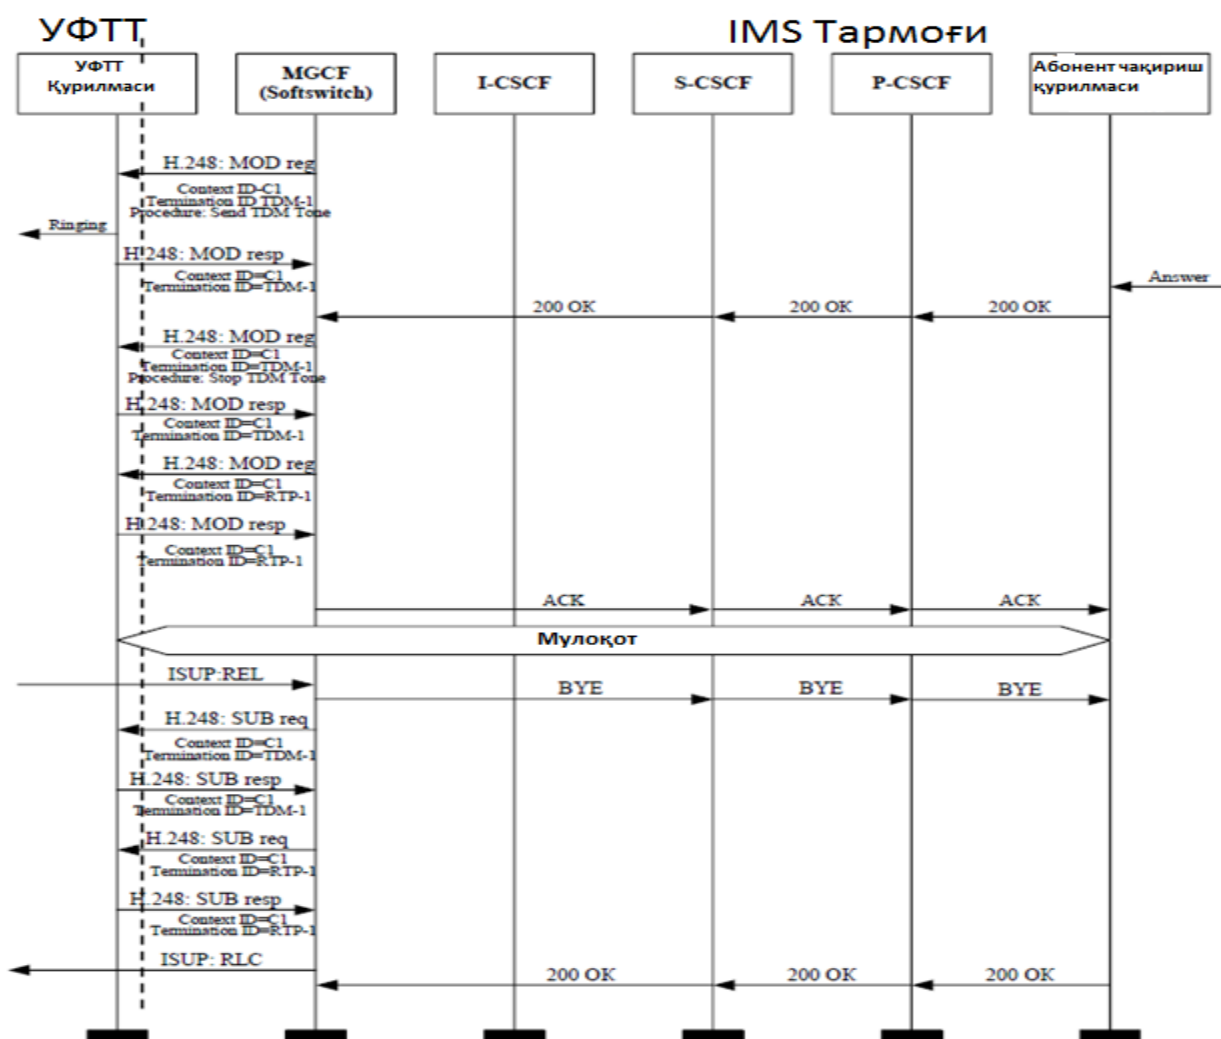 УФТТ
IMS Тармоғи
УФТТ
Қурилмаси
MGCF
(Softswitch)
I-CSCF
S-CSCF
P-CSCF
Абонент чақириш
қурилмаси
H.248: MOD reg
Context ID-C1
Termination ID TDM-1
Procedure: Send TDM Tone
Ringing
H.248: MOD resp
Context ID=C1
Termination ID=TDM-1
Answer
200 OK
200 OK
200 OK
H.248: MOD reg
Context ID=C1
Termination ID=TDM-1
Procedure: Stop TDM Tone
H.248: MOD resp
Context ID=C1
Termination ID=TDM-1
H.248: MOD reg
Context ID=C1
Termination ID=RTP-1
H.248: MOD resp
Context ID=C1
Termination ID=RTP-1
ACK
ACK
ACK
Мулоқот
ISUP:REL
BYE
BYE
BYE
H.248: SUB req
Context ID=C1
Termination ID=TDM-1
H.248: SUB resp
Context ID=C1
Termination ID=TDM-1
H.248: SUB req
Context ID=C1
Termination ID=RTP-1
H.248: SUB resp
Context ID=C1
Termination ID=RTP-1
ISUP: RLC
200 OK
200 OK
200 OK